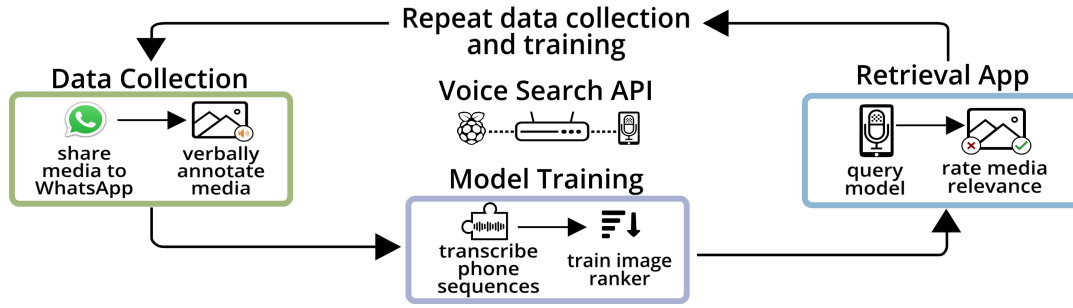 Repeat data collection
and training
Data Collection
share
media to
WhatsApp
verbally
annotate
media
Voice Search API
Model Training
transcribe
phone
sequences
train image
ranker
Retrieval App
query
model
rate media
relevance